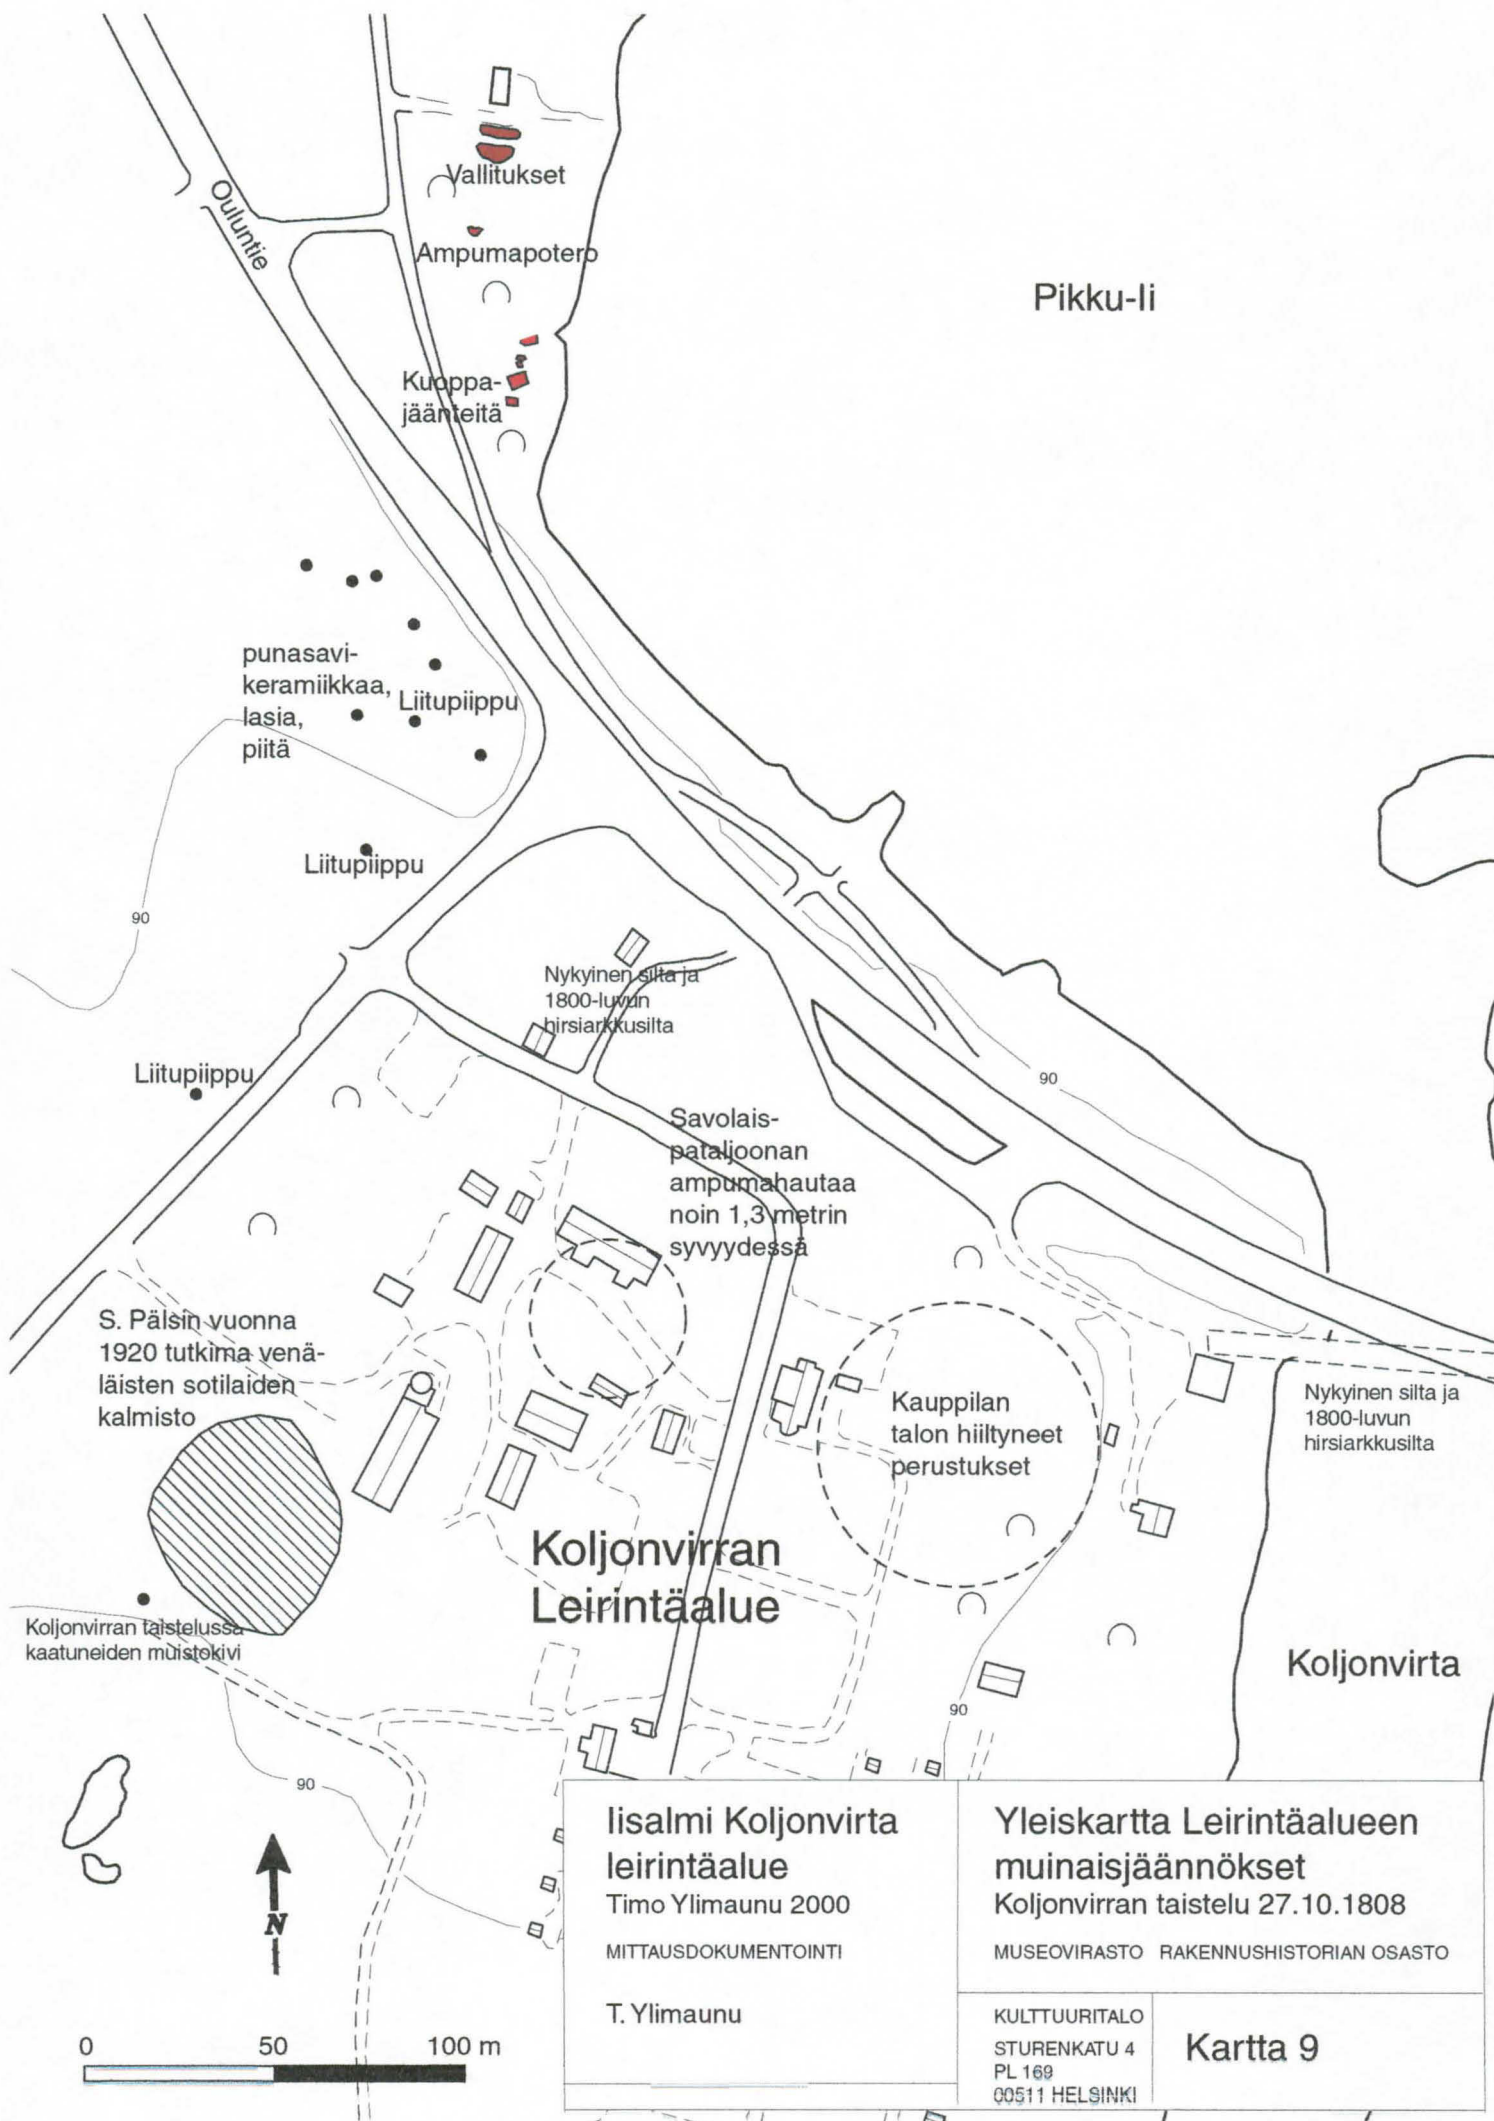 Vallitukset
Ouluntie
Ampumapotero
Pikku-Ii
Kuoppa-
jäänteitä
punasavi-
keramiikkaa,
lasia,
piitä
Liitupiippu
Liitupiippu
90
Nykyinen silta ja
1800-luvun
hirsiarkkusilta
Liitupiippu
90
Savolais-
pataljoonan
ampumahautaa
noin 1,3 metrin
syvyydessä
S. Pälsin vuonna
1920 tutkima venä-
läisten sotilaiden
kalmisto
Kauppilan
talon hiiltyneet
perustukset
Nykyinen silta ja
1800-luvun
hirsiarkkusilta
Koljonvirran
Leirintäalue
Koljonvirran taistelussa
kaatuneiden muistokivi
Koljonvirta
90
90
N
0 50 100 m
Iisalmi Koljonvirta
leirintäalue
Timo Ylimaunu 2000
MITTAUSDOKUMENTOINTI
T. Ylimaunu
Yleiskartta Leirintäalueen
muinaisjäännökset
Koljonvirran taistelu 27.10.1808
MUSEOVIRASTO RAKENNUSHISTORIAN OSASTO
KULTTUURITALO
STURENKATU 4
PL 169
00511 HELSINKI
Kartta 9